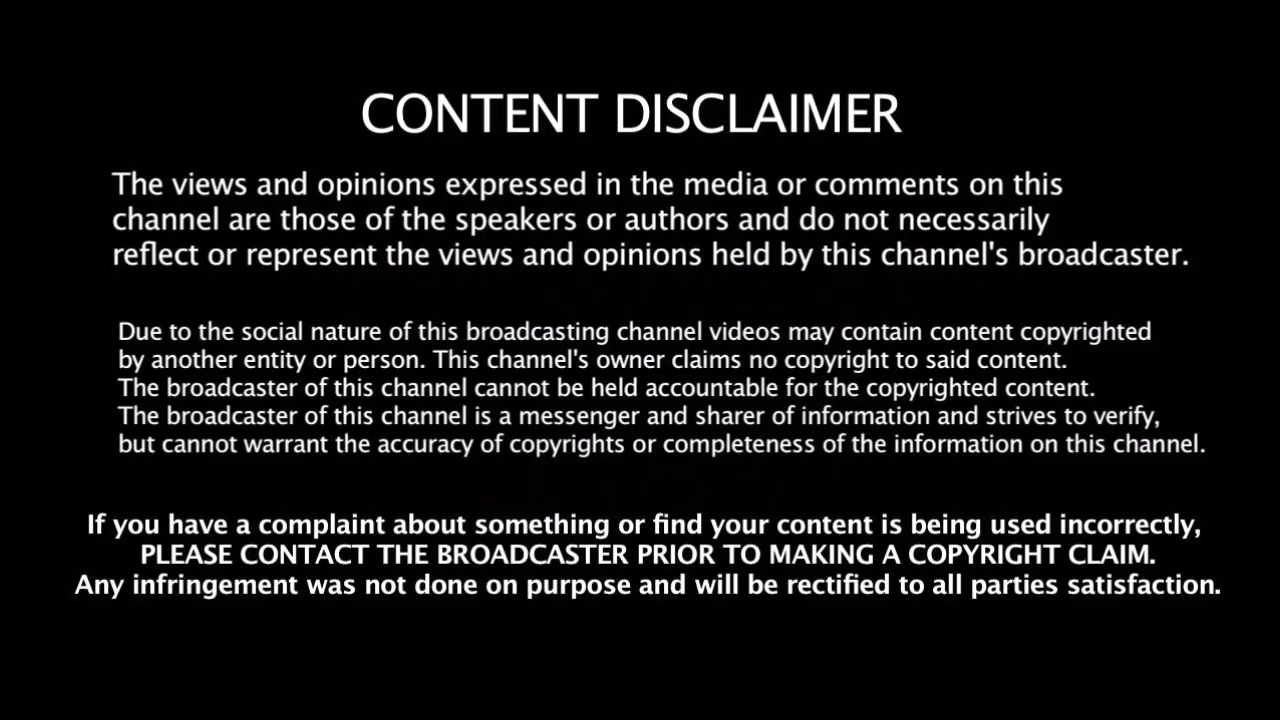 CONTENT DISCLAIMER
The views and opinions expressed in the media or comments on this
channel are those of the speakers or authors and do not necessarily
reflect or represent the views and opinions held by this channel's broadcaster.
Due to the social nature of this broadcasting channel videos may contain content copyrighted
by another entity or person. This channel's owner claims no copyright to said content.
The broadcaster of this channel cannot be held accountable for the copyrighted content.
The broadcaster of this channel is a messenger and sharer of information and strives to verify,
but cannot warrant the accuracy of copyrights or completeness of the information on this channel.
If you have a complaint about something or find your content is being used incorrectly,
PLEASE CONTACT THE BROADCASTER PRIOR TO MAKING A COPYRIGHT CLAIM.
Any infringement was not done on purpose and will be rectified to all parties satisfaction.